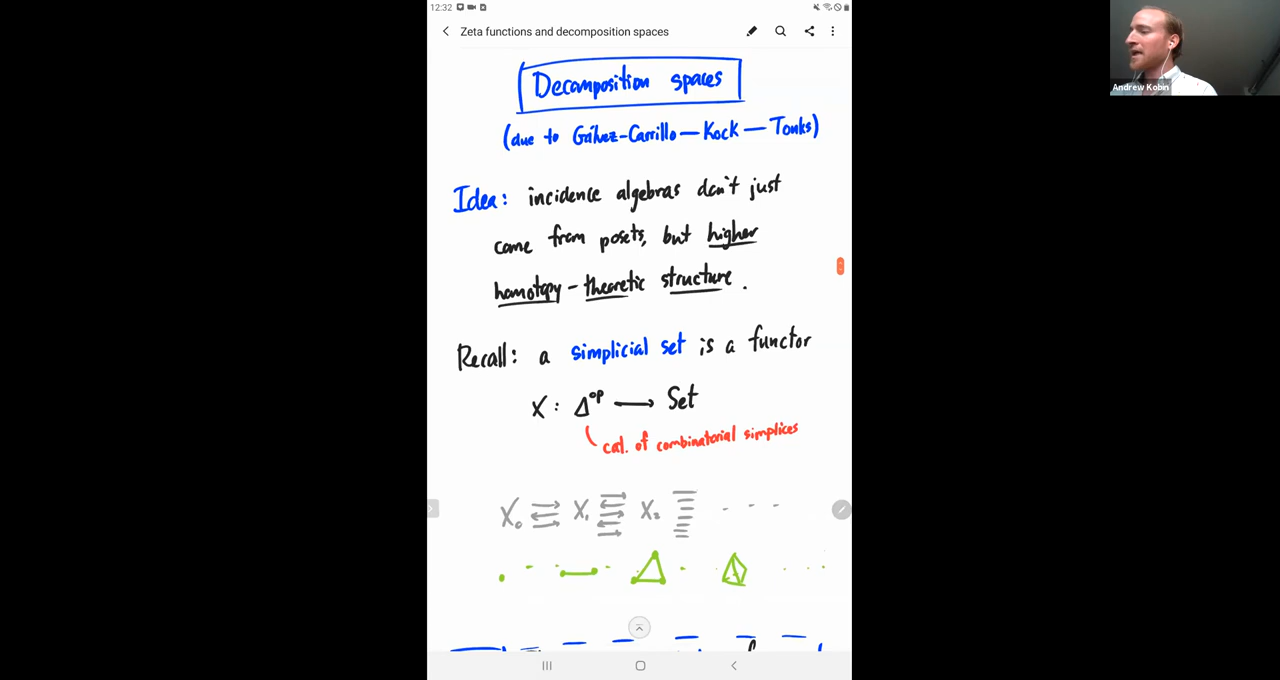 12:32
Zeta functions and decomposition spaces
Andrew Kobin
Decomposition spaces
(due to Gálvez-Carrillo — Kock — Tonks)
Idea: incidence algebras don't just
come from posets, but higher
homotopy-theoretic structure.
Recall: a simplicial set is a functor
X : Δ^op ⟶ Set
cat. of combinatorial simplices
X₀ X₁ X₂ . . .